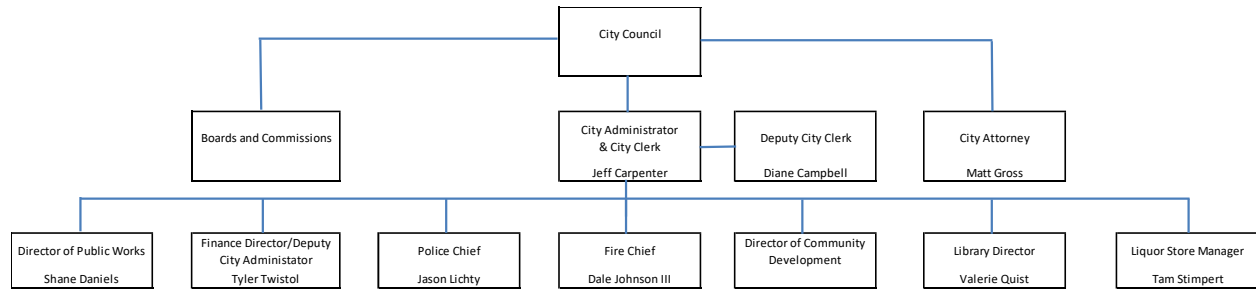 City Council
Boards and Commissions
City Administrator
& City Clerk
Jeff Carpenter
Deputy City Clerk
Diane Campbell
City Attorney
Matt Gross
Director of Public Works
Shane Daniels
Finance Director/Deputy
City Administator
Tyler Twistol
Police Chief
Jason Lichty
Fire Chief
Dale Johnson III
Director of Community
Development
Library Director
Valerie Quist
Liquor Store Manager
Tam Stimpert